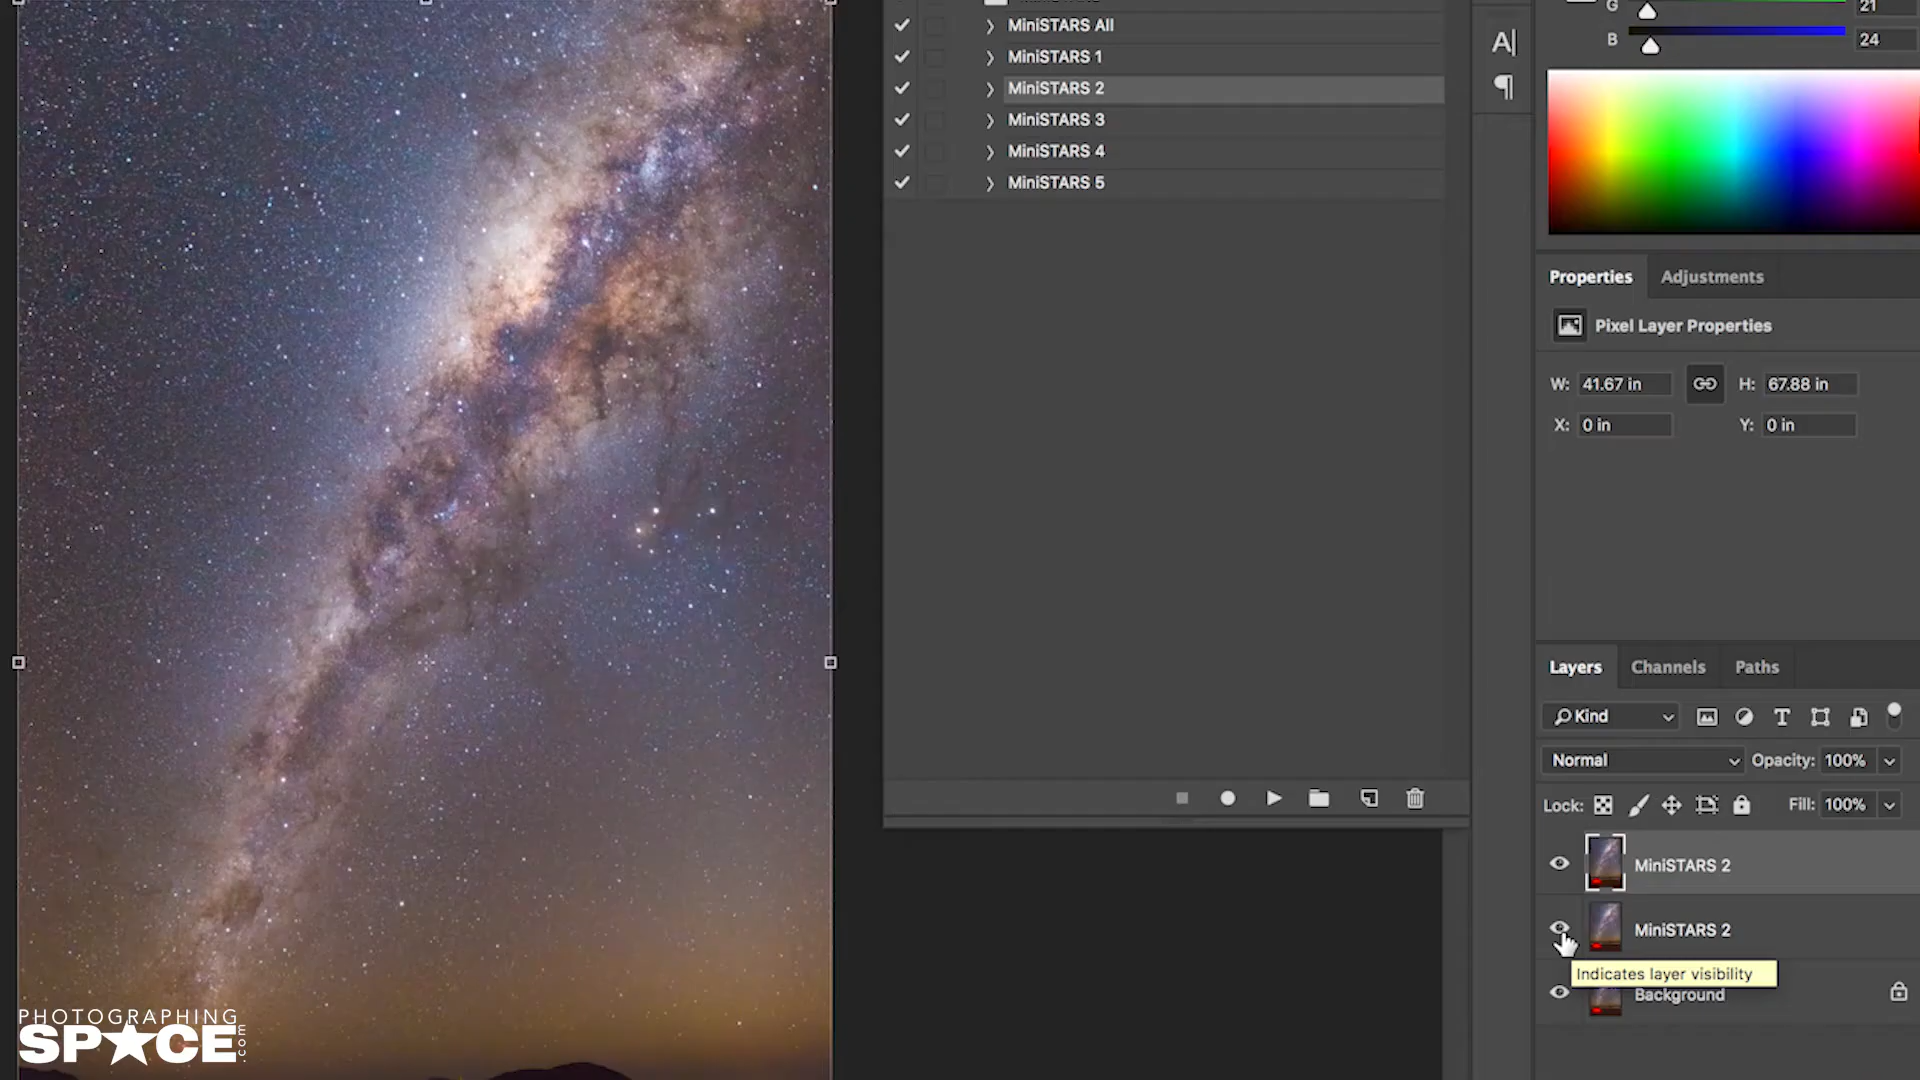 MiniSTARS All
MiniSTARS 1
MiniSTARS 2
MiniSTARS 3
MiniSTARS 4
MiniSTARS 5
A|
¶
G 21
B 24
Properties Adjustments
Pixel Layer Properties
W: 41.67 in H: 67.88 in
X: 0 in Y: 0 in
Layers Channels Paths
Kind T
Normal Opacity: 100%
Lock: Fill: 100%
MiniSTARS 2
MiniSTARS 2
Indicates layer visibility
Background
PHOTOGRAPHING
SPACE.com